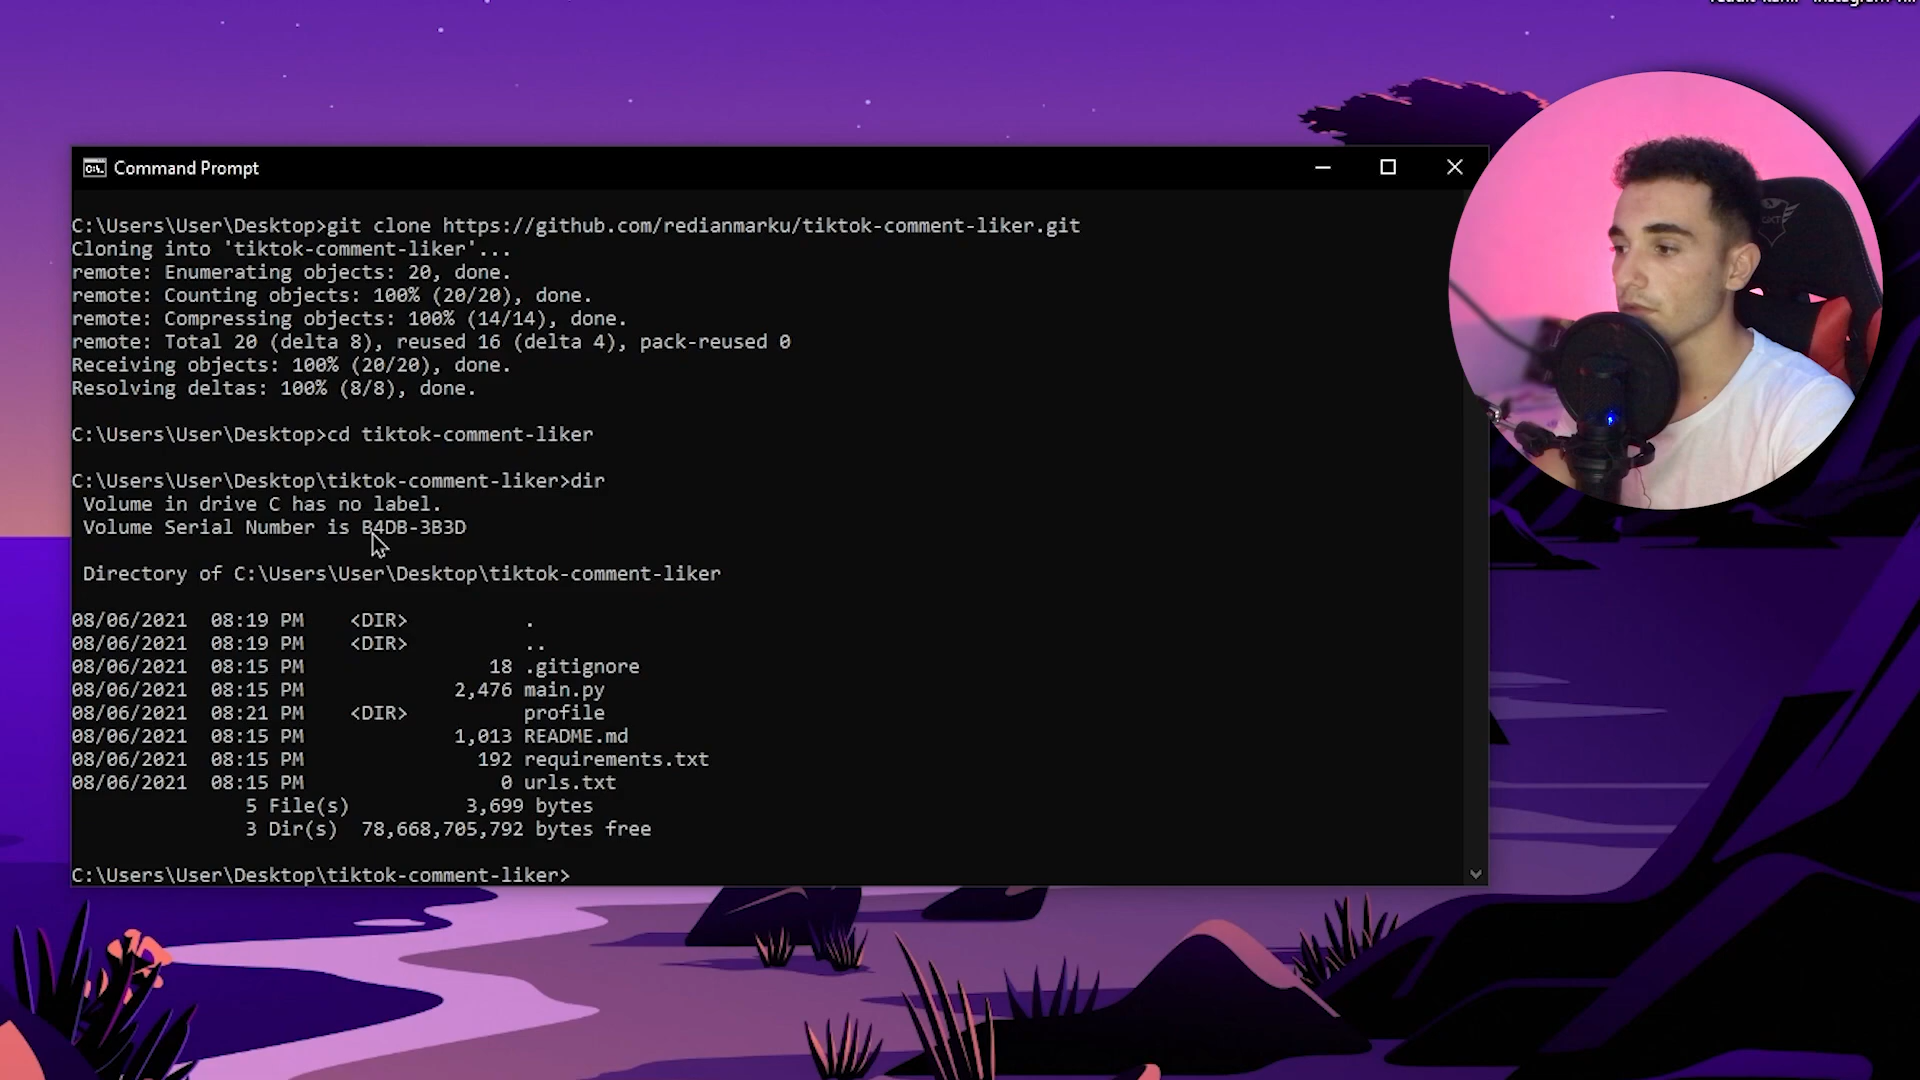 Command Prompt
C:\Users\User\Desktop>git clone https://github.com/redianmarku/tiktok-comment-liker.git
Cloning into 'tiktok-comment-liker'...
remote: Enumerating objects: 20, done.
remote: Counting objects: 100% (20/20), done.
remote: Compressing objects: 100% (14/14), done.
remote: Total 20 (delta 8), reused 16 (delta 4), pack-reused 0
Receiving objects: 100% (20/20), done.
Resolving deltas: 100% (8/8), done.
C:\Users\User\Desktop>cd tiktok-comment-liker
C:\Users\User\Desktop\tiktok-comment-liker>dir
Volume in drive C has no label.
Volume Serial Number is B4DB-3B3D
Directory of C:\Users\User\Desktop\tiktok-comment-liker
08/06/2021 08:19 PM <DIR> .
08/06/2021 08:19 PM <DIR> ..
08/06/2021 08:15 PM 18 .gitignore
08/06/2021 08:15 PM 2,476 main.py
08/06/2021 08:21 PM <DIR> profile
08/06/2021 08:15 PM 1,013 README.md
08/06/2021 08:15 PM 192 requirements.txt
08/06/2021 08:15 PM 0 urls.txt
5 File(s) 3,699 bytes
3 Dir(s) 78,668,705,792 bytes free
C:\Users\User\Desktop\tiktok-comment-liker>